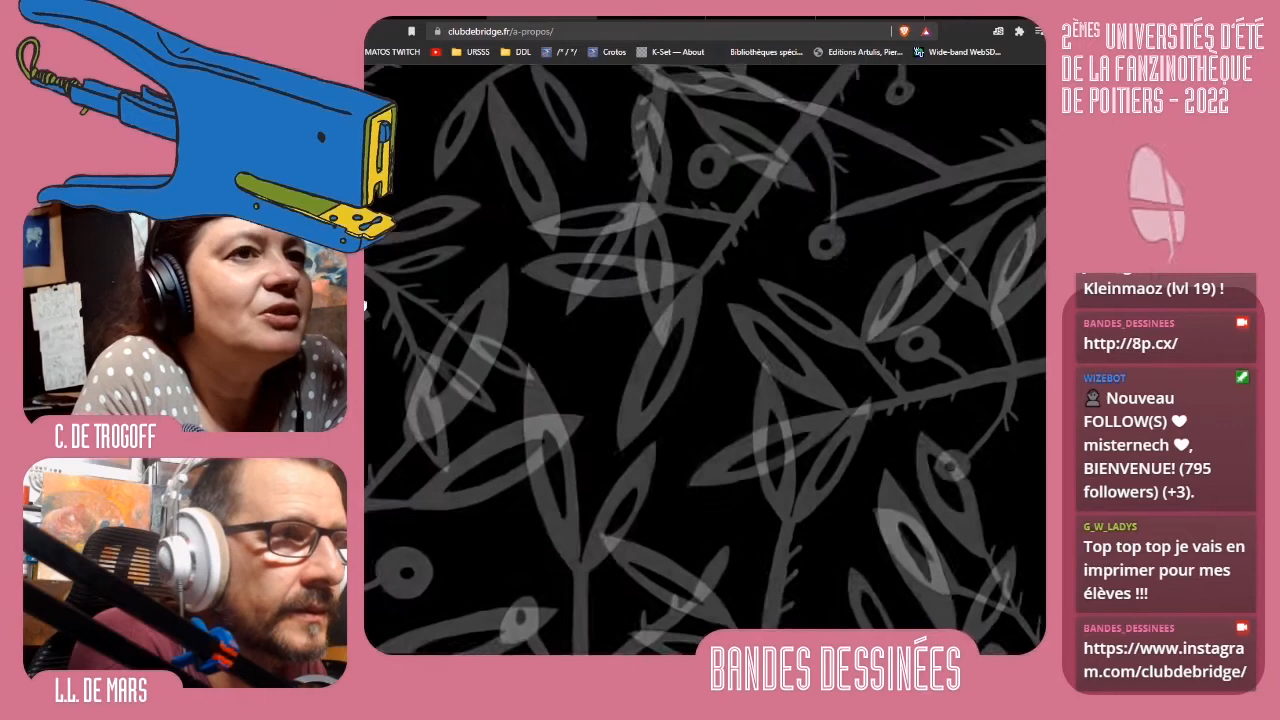 clubdebridge.fr/a-propos/
MATOS TWITCH URSSS DDL /*/*/ Crotos K-Set — About Bibliothèques spéci... Editions Artulis, Pier... Wide-band WebSD...
2ÈMES UNIVERSITÉS D'ÉTÉ
DE LA FANZINOTHÈQUE
DE POITIERS - 2022
C. DE TROGOFF
L.L. DE MARS
BANDES DESSINÉES
Kleinmaoz (lvl 19) !
BANDES_DESSINEES
http://8p.cx/
WIZEBOT
Nouveau
FOLLOW(S)
misternech ,
BIENVENUE! (795
followers) (+3).
G_W_LADYS
Top top top je vais en
imprimer pour mes
élèves !!!
BANDES_DESSINEES
https://www.instagra
m.com/clubdebridge/